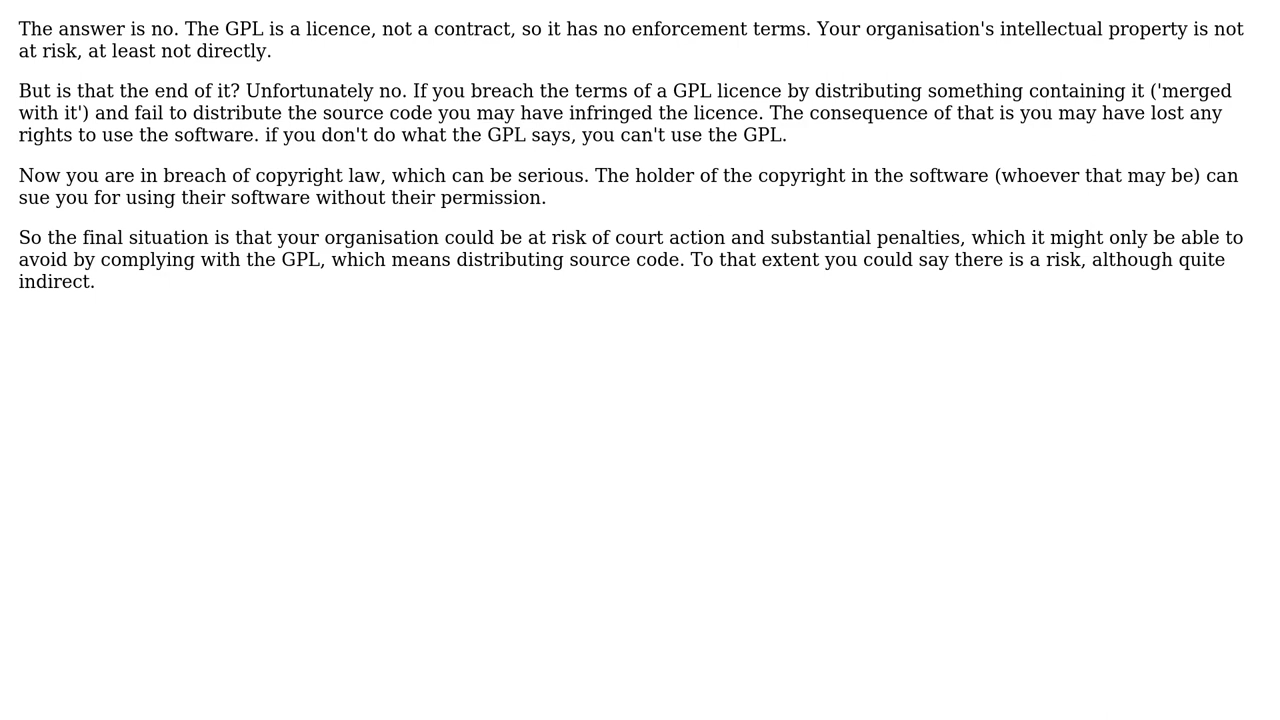 The answer is no. The GPL is a licence, not a contract, so it has no enforcement terms. Your organisation's intellectual property is not
at risk, at least not directly.
But is that the end of it? Unfortunately no. If you breach the terms of a GPL licence by distributing something containing it ('merged
with it') and fail to distribute the source code you may have infringed the licence. The consequence of that is you may have lost any
rights to use the software. if you don't do what the GPL says, you can't use the GPL.
Now you are in breach of copyright law, which can be serious. The holder of the copyright in the software (whoever that may be) can
sue you for using their software without their permission.
So the final situation is that your organisation could be at risk of court action and substantial penalties, which it might only be able to
avoid by complying with the GPL, which means distributing source code. To that extent you could say there is a risk, although quite
indirect.